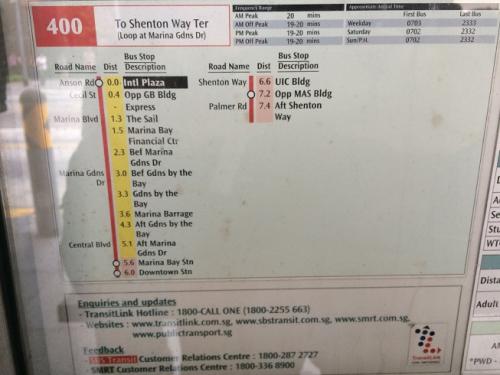 400
To Shenton Way Ter
(Loop at Marina Gdns Dr)
Frequency Range
AM Peak 20 mins
AM Off Peak 19-20 mins
PM Peak 19-20 mins
PM Off Peak 19-20 mins
Approximate Arrival Time
First Bus Last Bus
Weekday 0703 2333
Saturday 0702 2332
Sun/P.H. 0702 2332
Road Name Dist Bus Stop Description
Anson Rd 0.0 Intl Plaza
Cecil St 0.4 Opp GB Bldg
- Express
Marina Blvd 1.3 The Sail
1.5 Marina Bay
Financial Ctr
2.3 Bef Marina
Gdns Dr
Marina Gdns Dr 3.0 Bef Gdns by the
Bay
3.3 Gdns by the
Bay
3.6 Marina Barrage
4.3 Aft Gdns by the
Bay
Central Blvd 5.1 Aft Marina
Gdns Dr
5.6 Marina Bay Stn
6.0 Downtown Stn
Road Name Dist Bus Stop Description
Shenton Way 6.6 UIC Bldg
7.2 Opp MAS Bldg
Palmer Rd 7.4 Aft Shenton
Way
Enquiries and updates
- TransitLink Hotline : 1800-CALL ONE (1800-2255 663)
- Websites : www.transitlink.com.sg, www.sbstransit.com.sg, www.smrt.com.sg,
www.publictransport.sg
Feedback
- SBS Transit Customer Relations Centre : 1800-287 2727
- SMRT Customer Relations Centre : 1800-336 8900
TransitLink
Dista
Adul
*PWD -